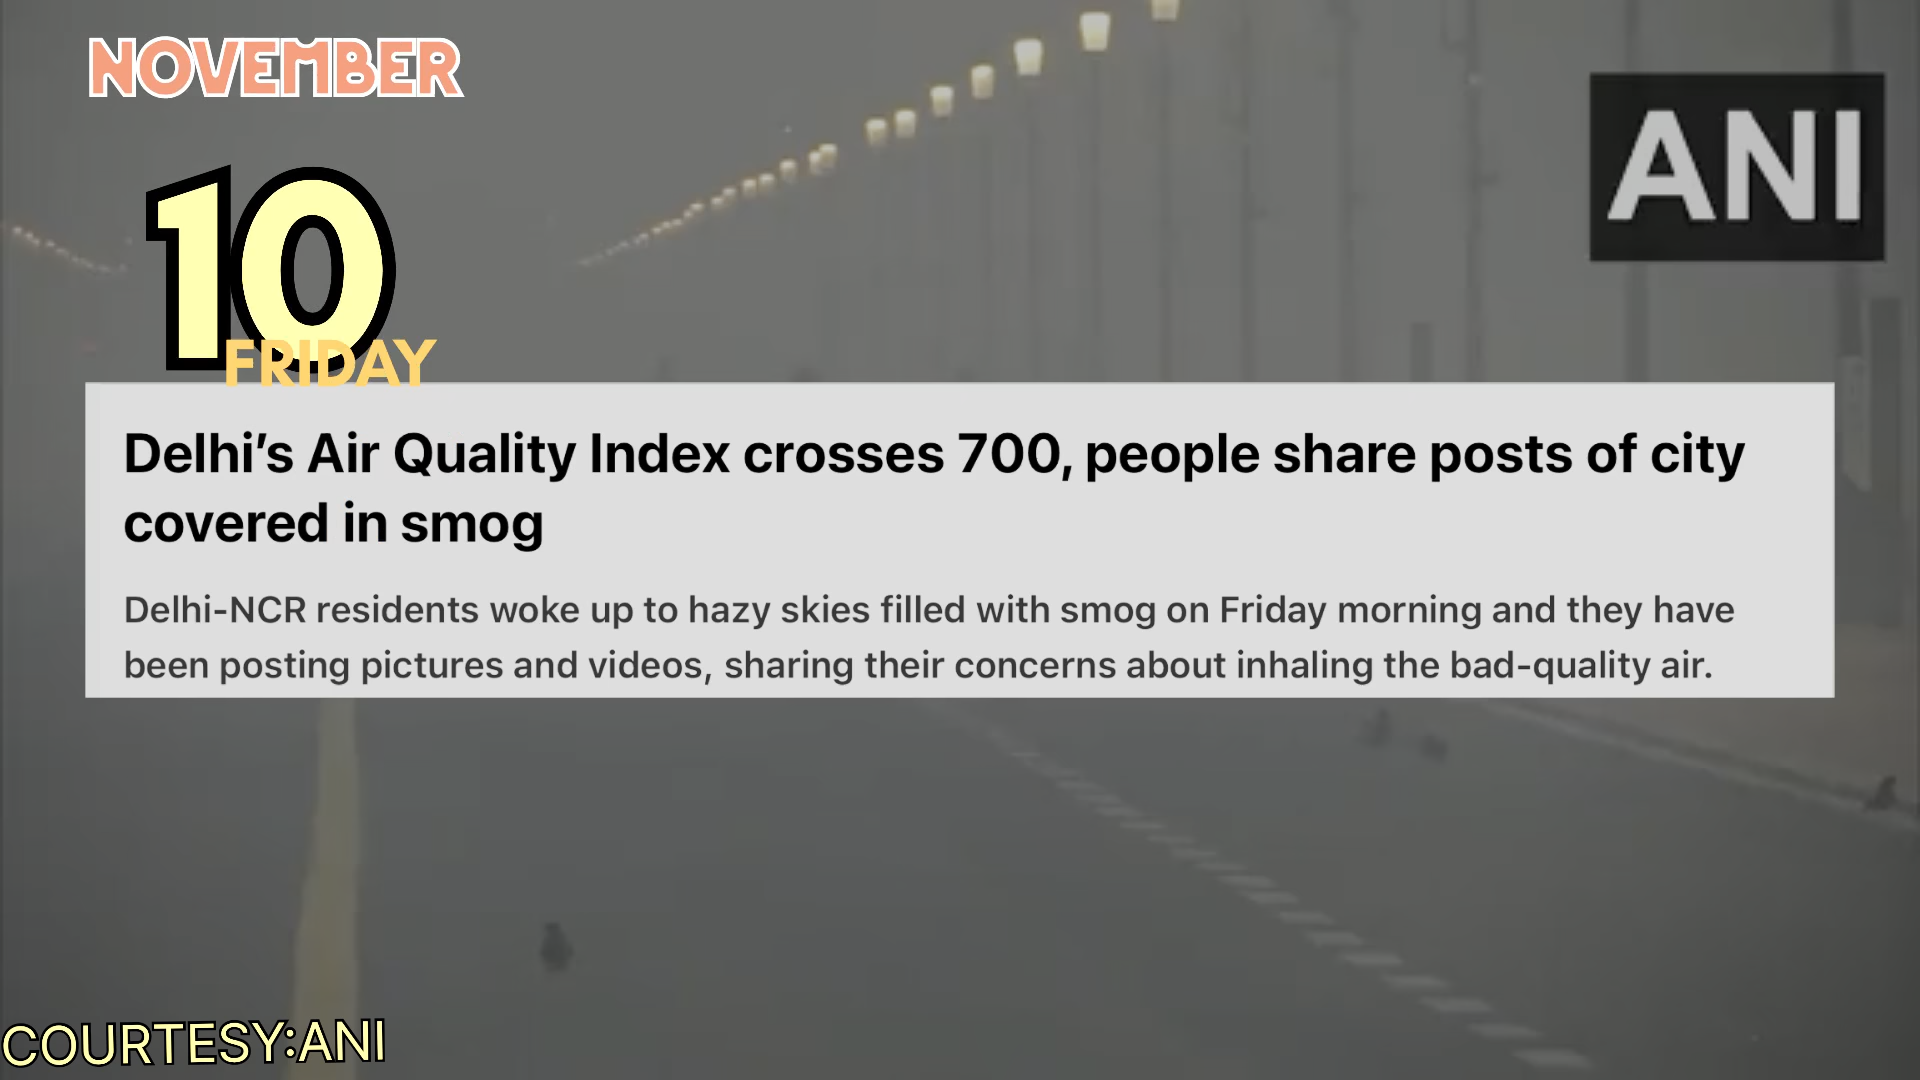 NOVEMBER
ANI
10
FRIDAY
Delhi’s Air Quality Index crosses 700, people share posts of city
covered in smog
Delhi-NCR residents woke up to hazy skies filled with smog on Friday morning and they have
been posting pictures and videos, sharing their concerns about inhaling the bad-quality air.
COURTESY:ANI